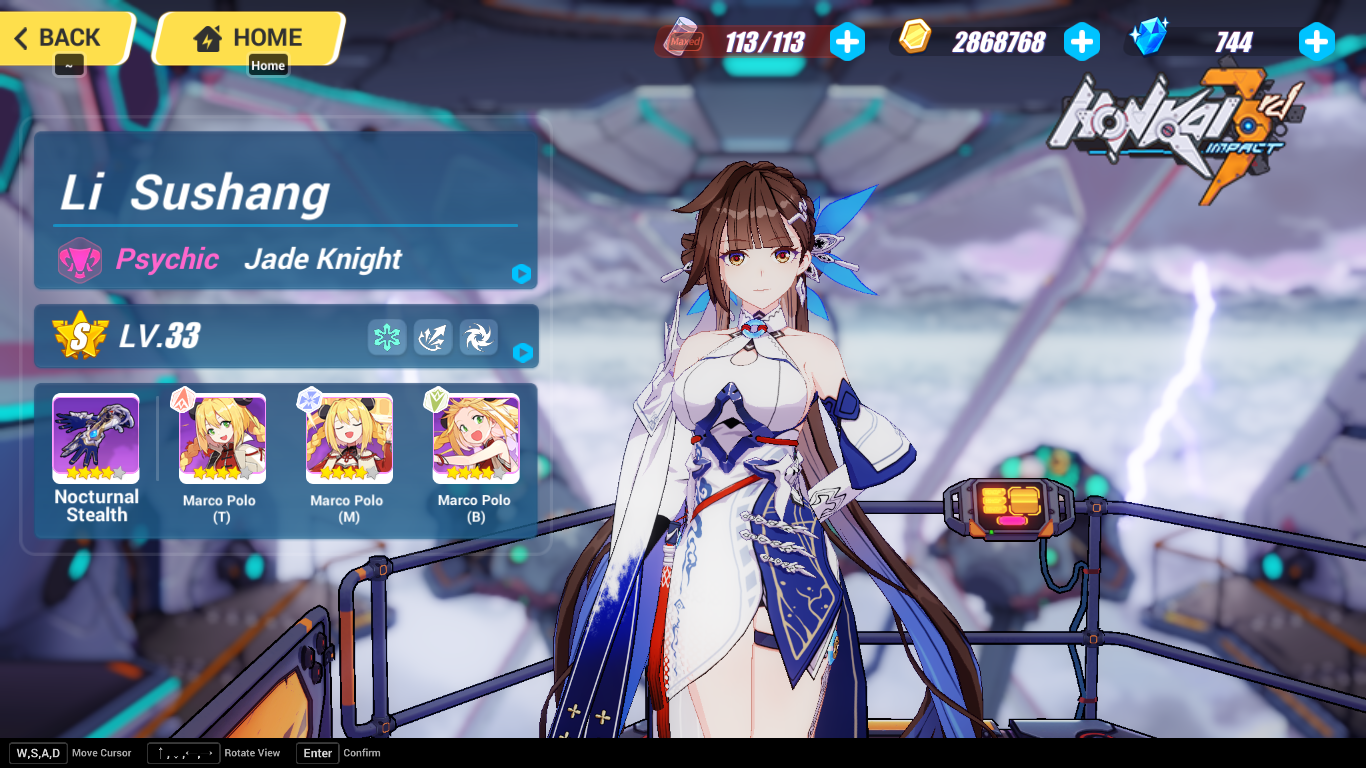 BACK
~
HOME
Home
Maxed
113/113
2868768
744
HONKAI 3rd
IMPACT
Li Sushang
Psychic Jade Knight
S LV.33
Nocturnal
Stealth
Marco Polo
(T)
Marco Polo
(M)
Marco Polo
(B)
W,S,A,D Move Cursor
Rotate View
Enter Confirm